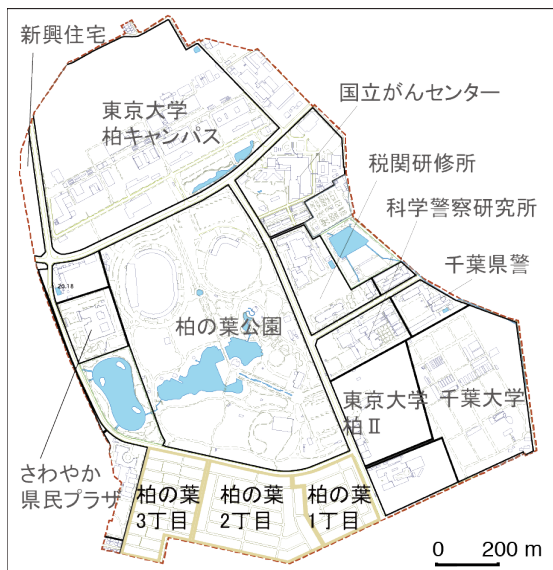 新興住宅
東京大学
柏キャンパス
国立がんセンター
税関研修所
科学警察研究所
千葉県警
20.18
柏の葉公園
東京大学
柏Ⅱ
千葉大学
さわやか
県民プラザ
柏の葉
3丁目
柏の葉
2丁目
柏の葉
1丁目
0 200 m